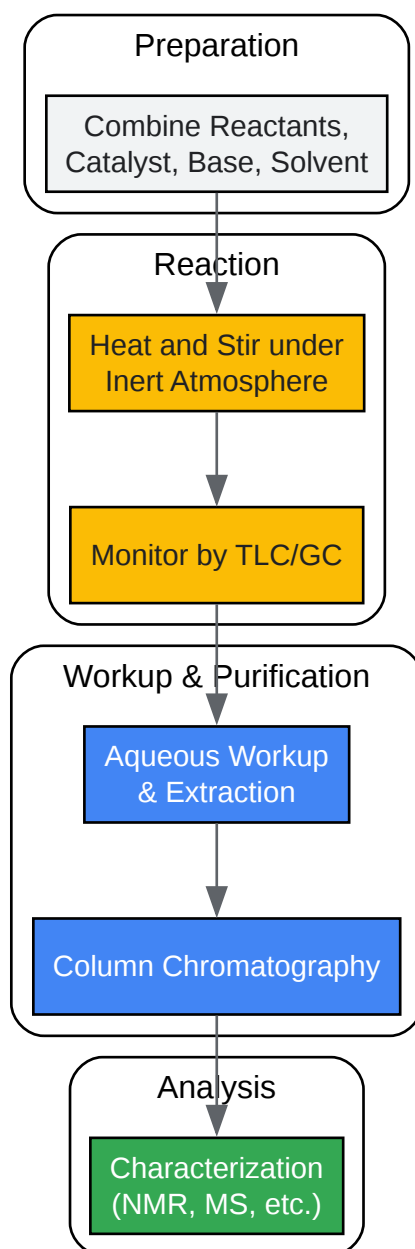 Preparation
Combine Reactants,
Catalyst, Base, Solvent
Reaction
Heat and Stir under
Inert Atmosphere
Monitor by TLC/GC
Workup & Purification
Aqueous Workup
& Extraction
Column Chromatography
Analysis
Characterization
(NMR, MS, etc.)